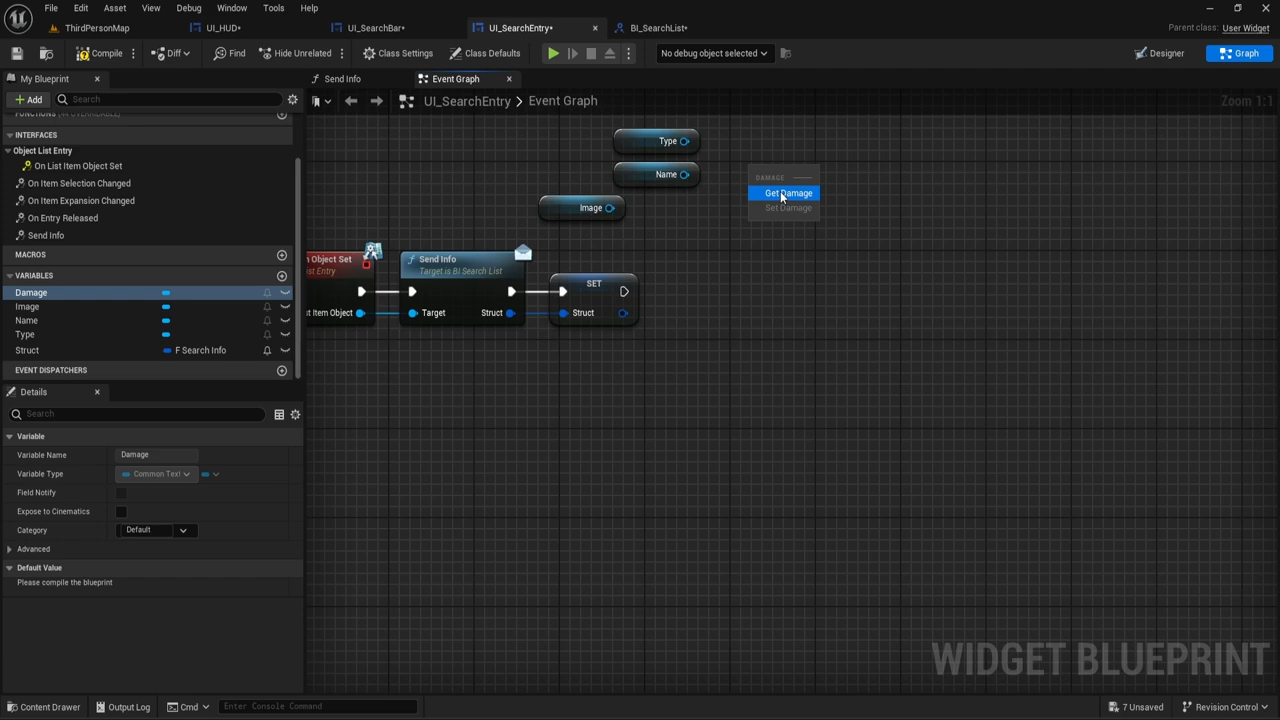 File Edit Asset View Debug Window Tools Help
ThirdPersonMap UI_HUD* UI_SearchBar* UI_SearchEntry* BI_SearchList*
Parent class: User Widget
Compile Diff Find Hide Unrelated Class Settings Class Defaults No debug object selected Designer Graph
My Blueprint Send Info Event Graph
Add Search
UI_SearchEntry > Event Graph Zoom 1:1
INTERFACES
Object List Entry
On List Item Object Set
On Item Selection Changed
On Item Expansion Changed
On Entry Released
Send Info
MACROS
VARIABLES
Damage
Image
Name
Type
Struct F Search Info
EVENT DISPATCHERS
Details
Search
Variable
Variable Name Damage
Variable Type Common Text
Field Notify
Expose to Cinematics
Category Default
Advanced
Default Value
Please compile the blueprint
Type
Name
Image
DAMAGE
Get Damage
Set Damage
Object Set
st Entry
st Item Object
Send Info
Target is BI Search List
Target Struct
SET
Struct
WIDGET BLUEPRINT
Content Drawer Output Log Cmd Enter Console Command 7 Unsaved Revision Control